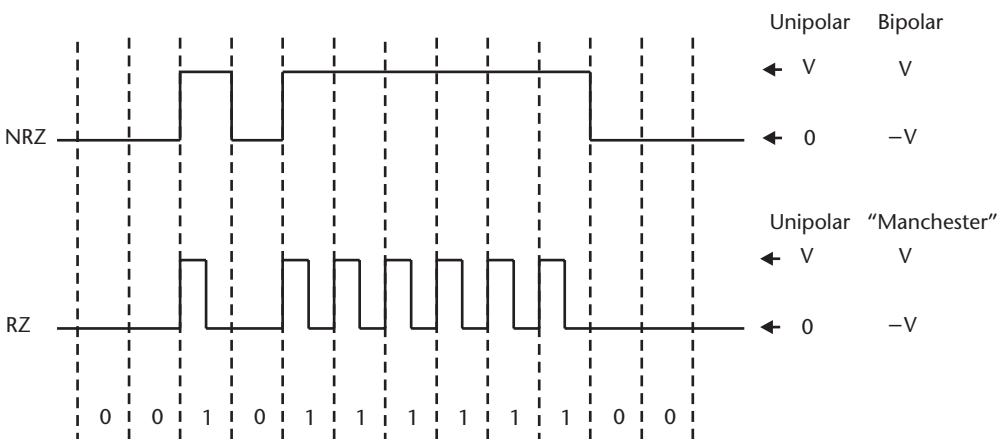 Unipolar Bipolar
V V
NRZ 0 −V
Unipolar “Manchester”
V V
RZ 0 −V
0 0 1 0 1 1 1 1 1 1 0 0